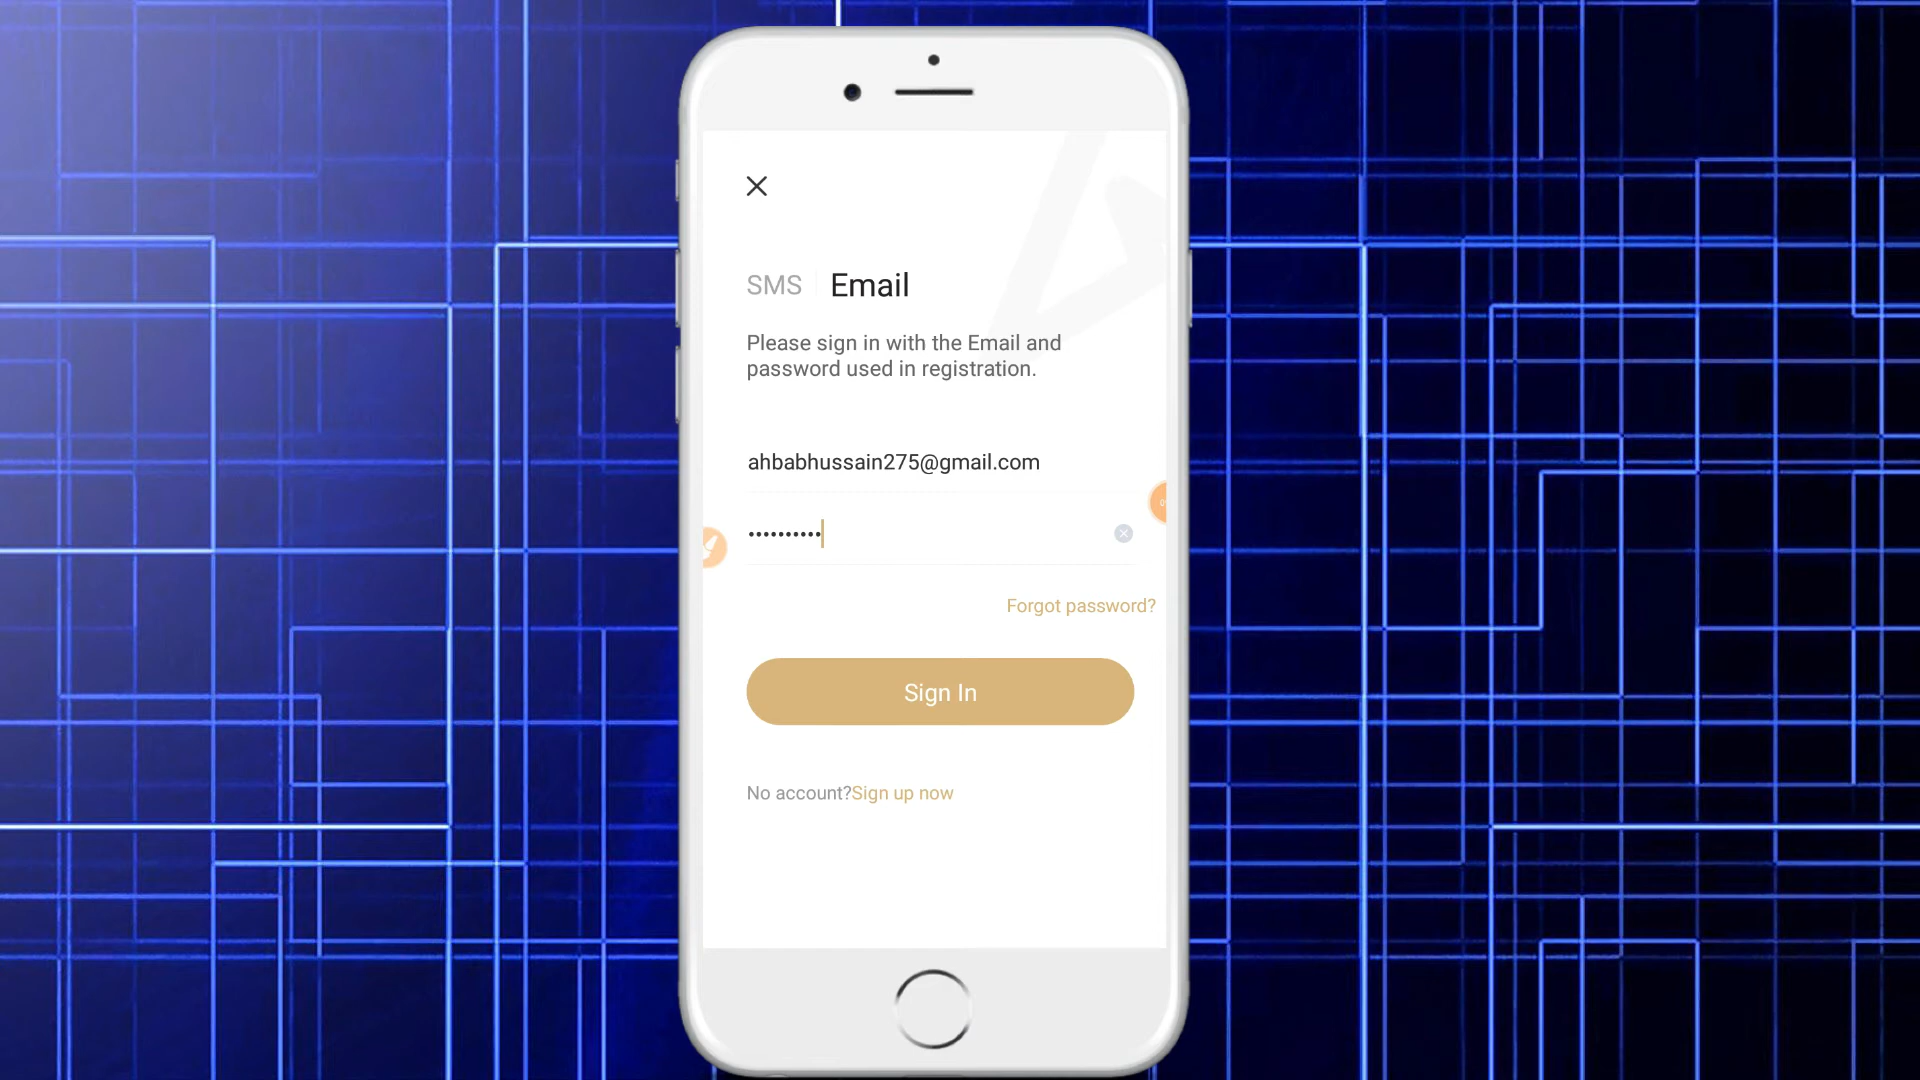 SMS Email
Please sign in with the Email and
password used in registration.
ahbabhussain275@gmail.com
••••••••••
Forgot password?
Sign In
No account?Sign up now